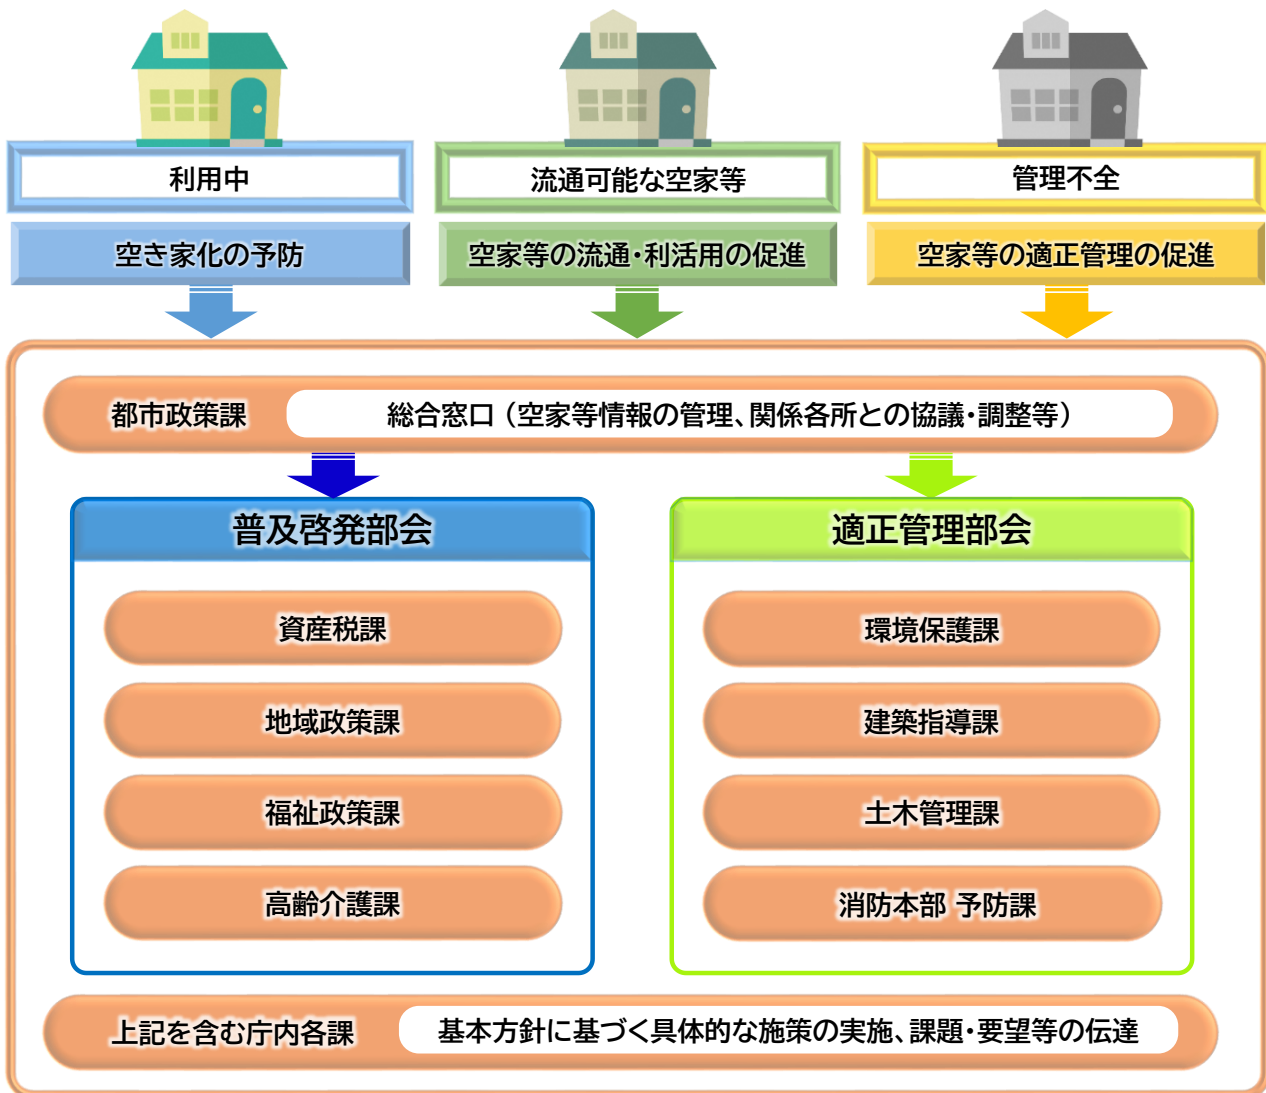 利用中
流通可能な空家等
管理不全
空き家化の予防
空家等の流通・利活用の促進
空家等の適正管理の促進
都市政策課
総合窓口（空家等情報の管理、関係各所との協議・調整等）
普及啓発部会
資産税課
地域政策課
福祉政策課
高齢介護課
適正管理部会
環境保護課
建築指導課
土木管理課
消防本部 予防課
上記を含む庁内各課
基本方針に基づく具体的な施策の実施、課題・要望等の伝達